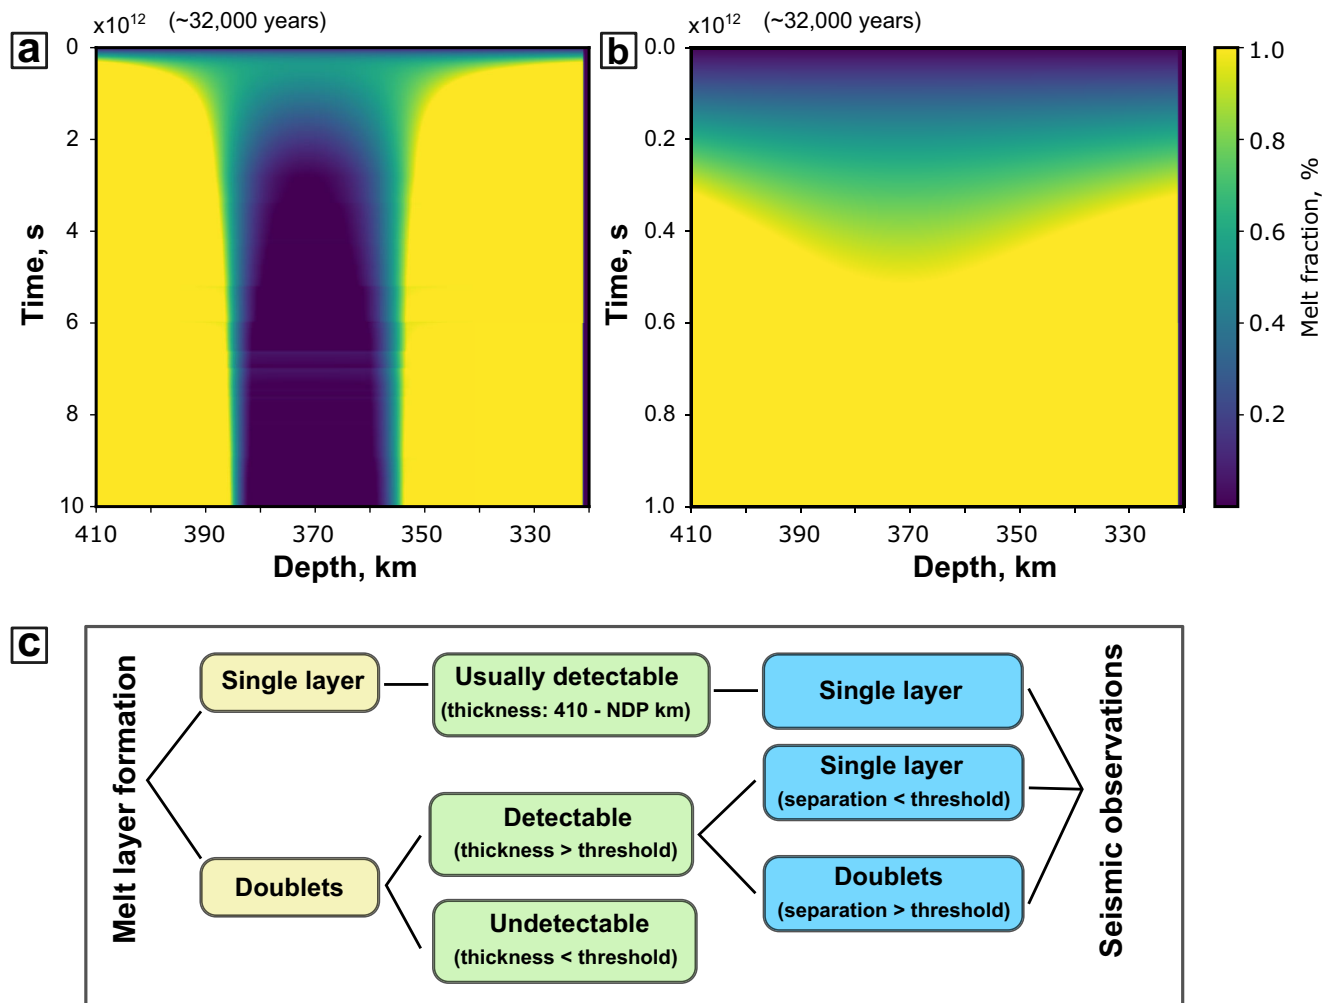 a
x10¹² (~32,000 years)
0
2
4
6
8
10
Time, s
410 390 370 350 330
Depth, km
b
x10¹² (~32,000 years)
0.0
0.2
0.4
0.6
0.8
1.0
Time, s
410 390 370 350 330
Depth, km
1.0
0.8
0.6
0.4
0.2
Melt fraction, %
c
Melt layer formation
Single layer
Usually detectable
(thickness: 410 - NDP km)
Single layer
Single layer
(separation < threshold)
Detectable
(thickness > threshold)
Doublets
Doublets
(separation > threshold)
Undetectable
(thickness < threshold)
Seismic observations